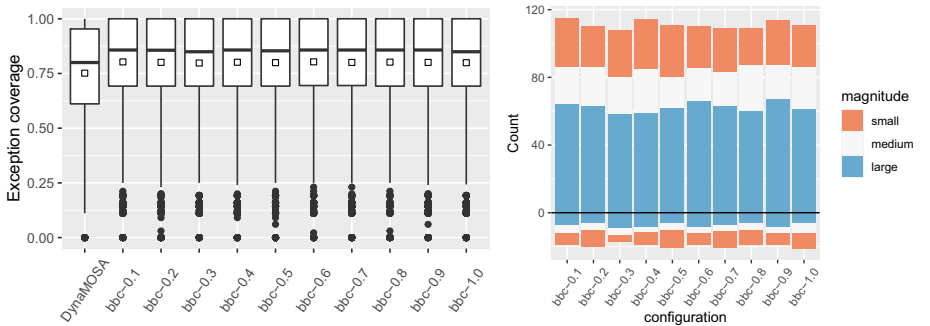 Exception coverage
1.00
0.75
0.50
0.25
0.00
DynaMOSA
bbc−0.1
bbc−0.2
bbc−0.3
bbc−0.4
bbc−0.5
bbc−0.6
bbc−0.7
bbc−0.8
bbc−0.9
bbc−1.0
Count
120
80
40
0
bbc−0.1
bbc−0.2
bbc−0.3
bbc−0.4
bbc−0.5
bbc−0.6
bbc−0.7
bbc−0.8
bbc−0.9
bbc−1.0
configuration
magnitude
small
medium
large